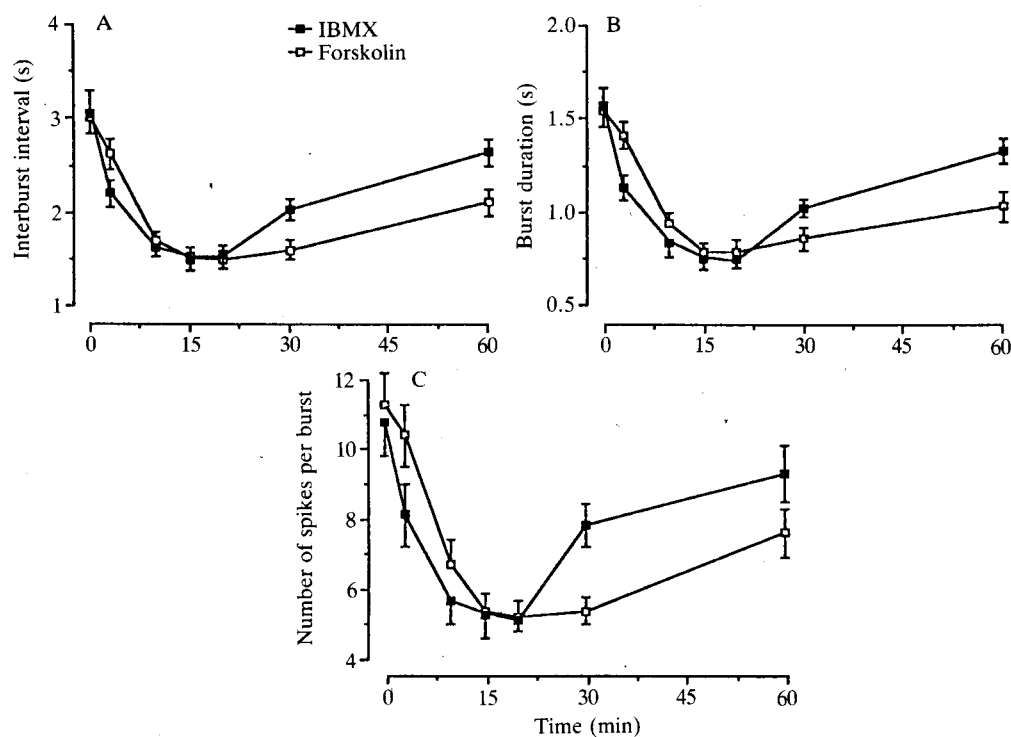 A
IBMX
Forskolin
Interburst interval (s)
4
3
2
1
0 15 30 45 60
B
Burst duration (s)
2.0
1.5
1.0
0.5
0 15 30 45 60
C
Number of spikes per burst
12
10
8
6
4
0 15 30 45 60
Time (min)